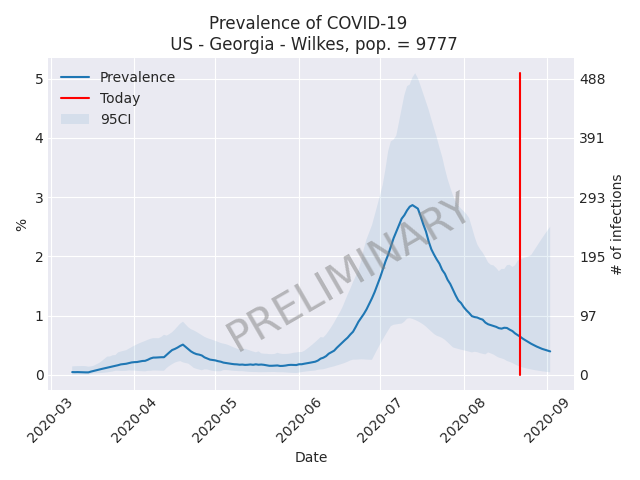 Prevalence of COVID-19
US - Georgia - Wilkes, pop. = 9777
Prevalence
Today
95CI
5
4
3
2
1
0
%
488
391
293
195
97
0
# of infections
PRELIMINARY
2020-03
2020-04
2020-05
2020-06
2020-07
2020-08
2020-09
Date